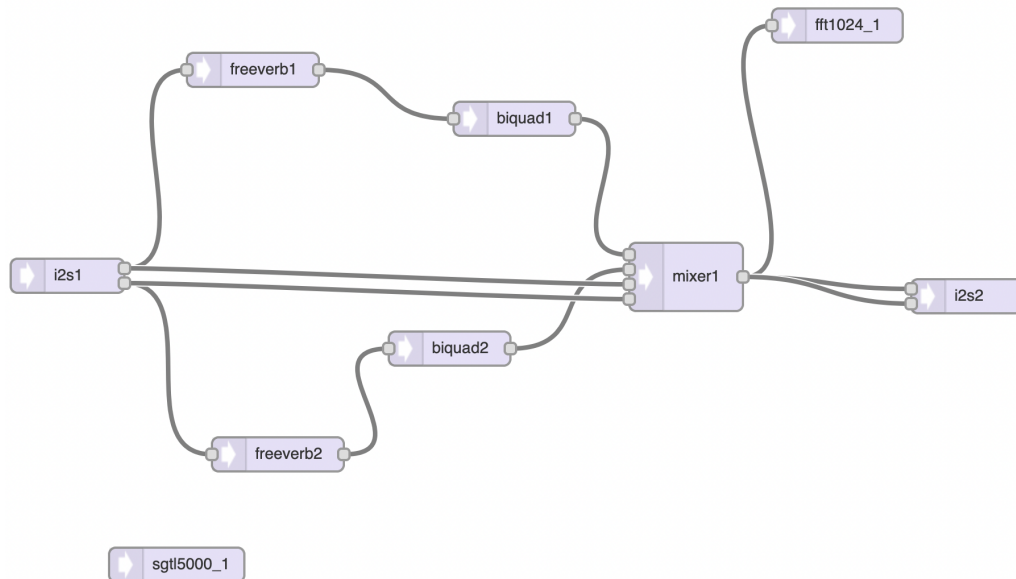 fft1024_1
freeverb1
biquad1
i2s1
mixer1
i2s2
biquad2
freeverb2
sgtl5000_1